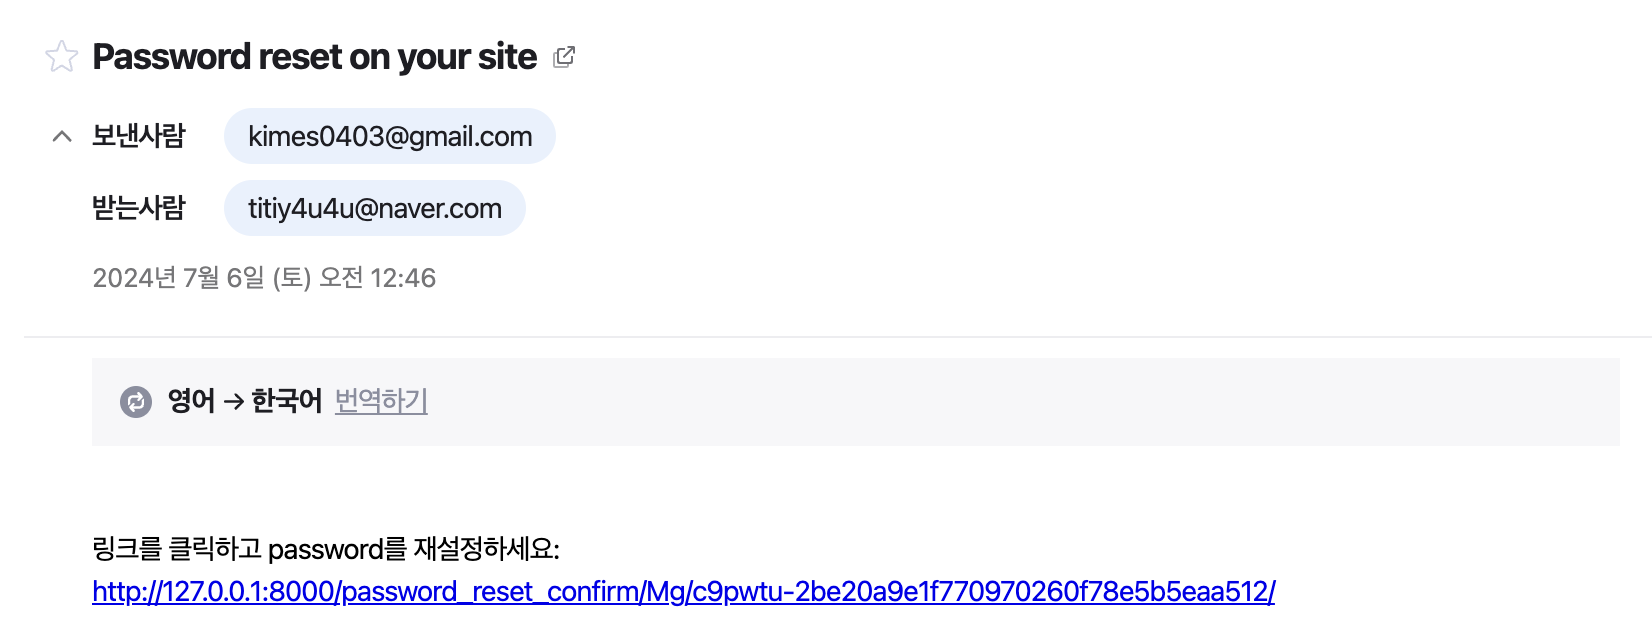 Password reset on your site
보낸사람 kimes0403@gmail.com
받는사람 titiy4u4u@naver.com
2024년 7월 6일 (토) 오전 12:46
영어 → 한국어 번역하기
링크를 클릭하고 password를 재설정하세요:
http://127.0.0.1:8000/password_reset_confirm/Mg/c9pwtu-2be20a9e1f770970260f78e5b5eaa512/